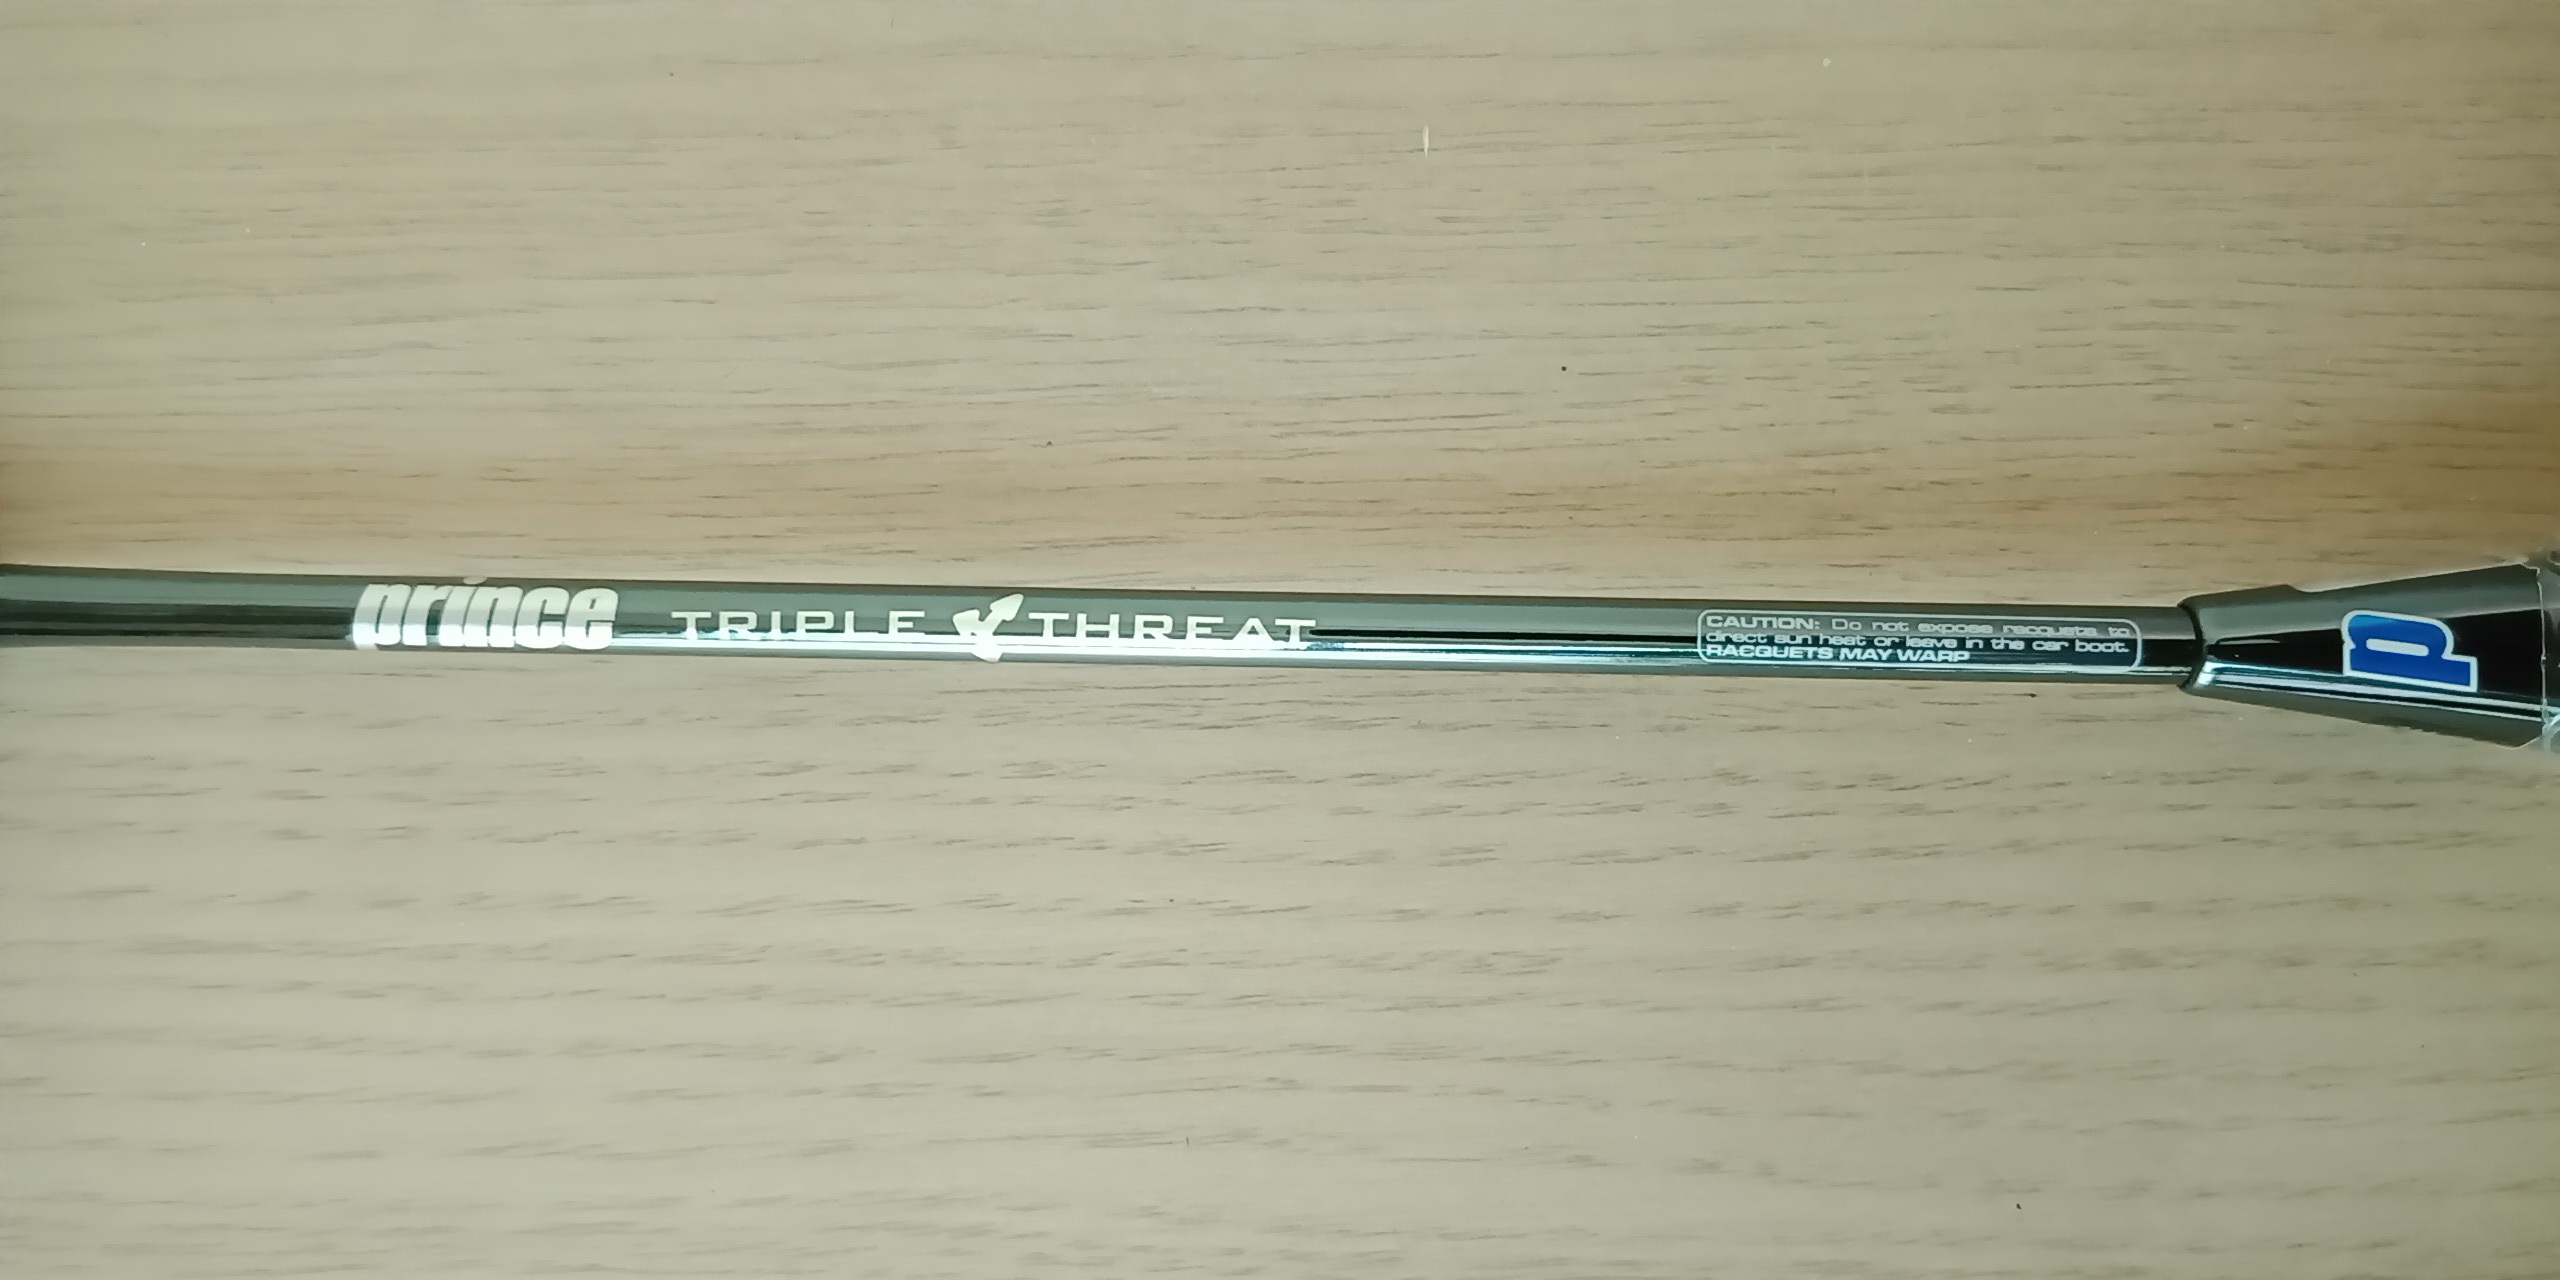 prince TRIPLE THREAT
CAUTION: Do not expose racquets to
direct sun heat or leave in the car boot.
RACQUETS MAY WARP
p